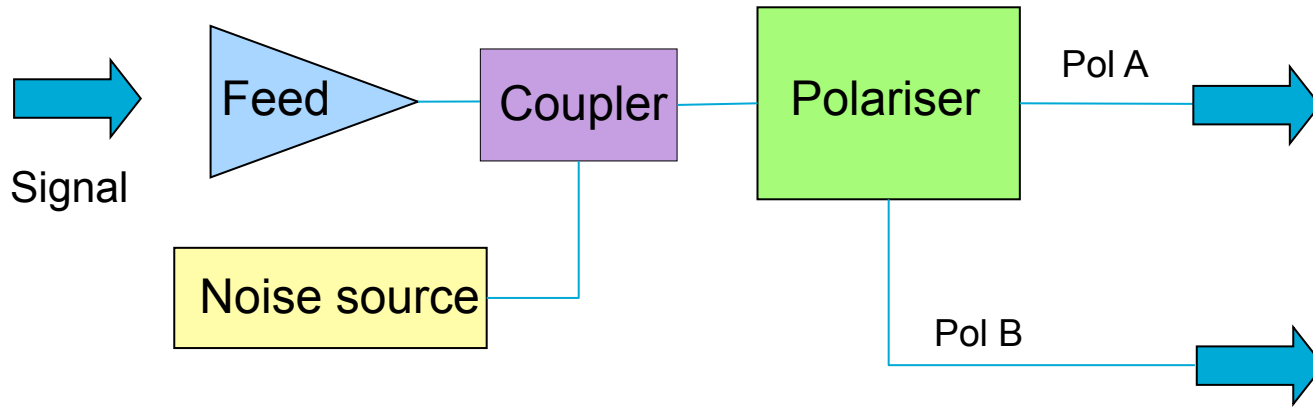 Signal
Feed
Coupler
Noise source
Polariser
Pol A
Pol B